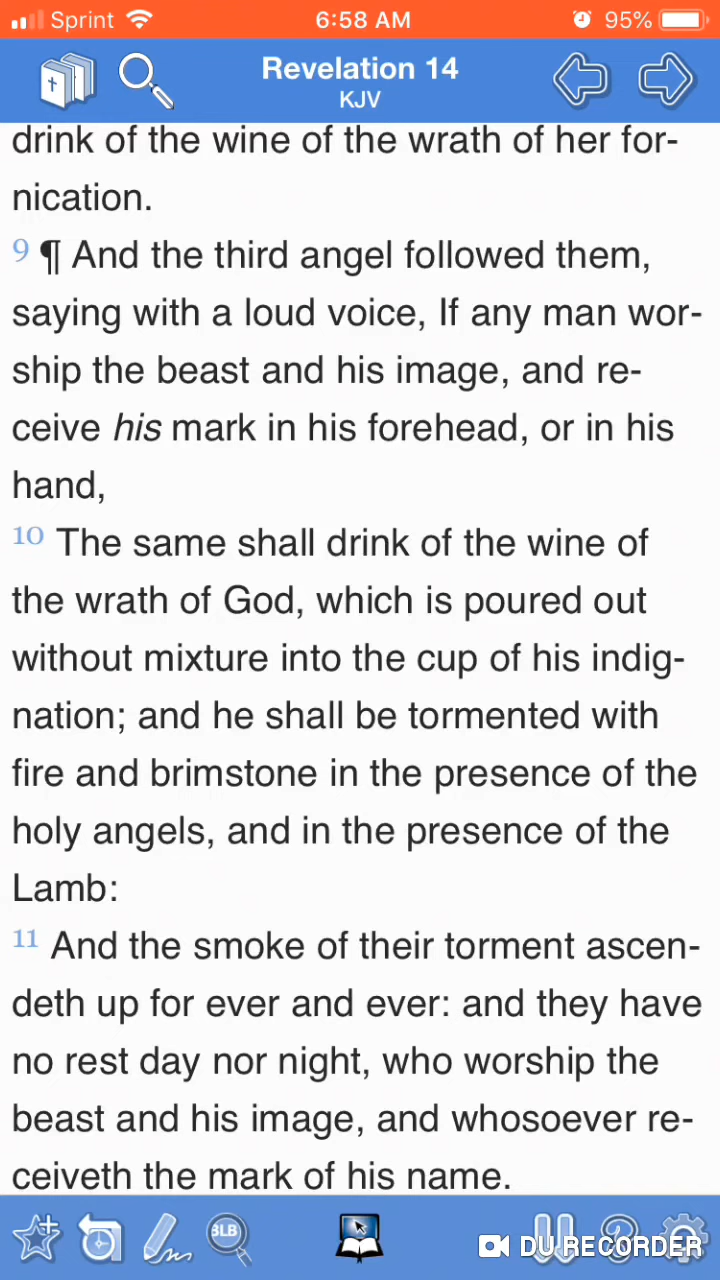 Sprint 6:58 AM 95%
Revelation 14
KJV
drink of the wine of the wrath of her for-
nication.
9 ¶ And the third angel followed them,
saying with a loud voice, If any man wor-
ship the beast and his image, and re-
ceive his mark in his forehead, or in his
hand,
10 The same shall drink of the wine of
the wrath of God, which is poured out
without mixture into the cup of his indig-
nation; and he shall be tormented with
fire and brimstone in the presence of the
holy angels, and in the presence of the
Lamb:
11 And the smoke of their torment ascen-
deth up for ever and ever: and they have
no rest day nor night, who worship the
beast and his image, and whosoever re-
ceiveth the mark of his name.
BLB
DU RECORDER